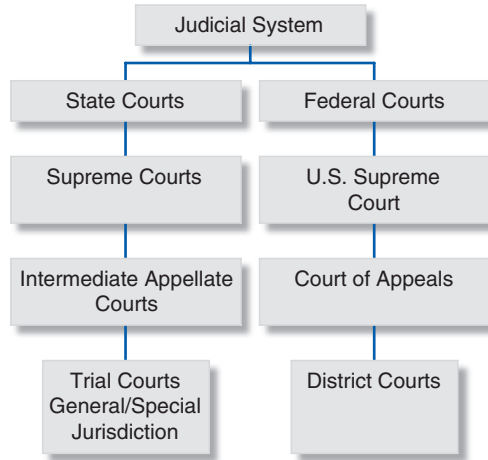 Judicial System
State Courts
Federal Courts
Supreme Courts
U.S. Supreme
Court
Intermediate Appellate
Courts
Court of Appeals
Trial Courts
General/Special
Jurisdiction
District Courts